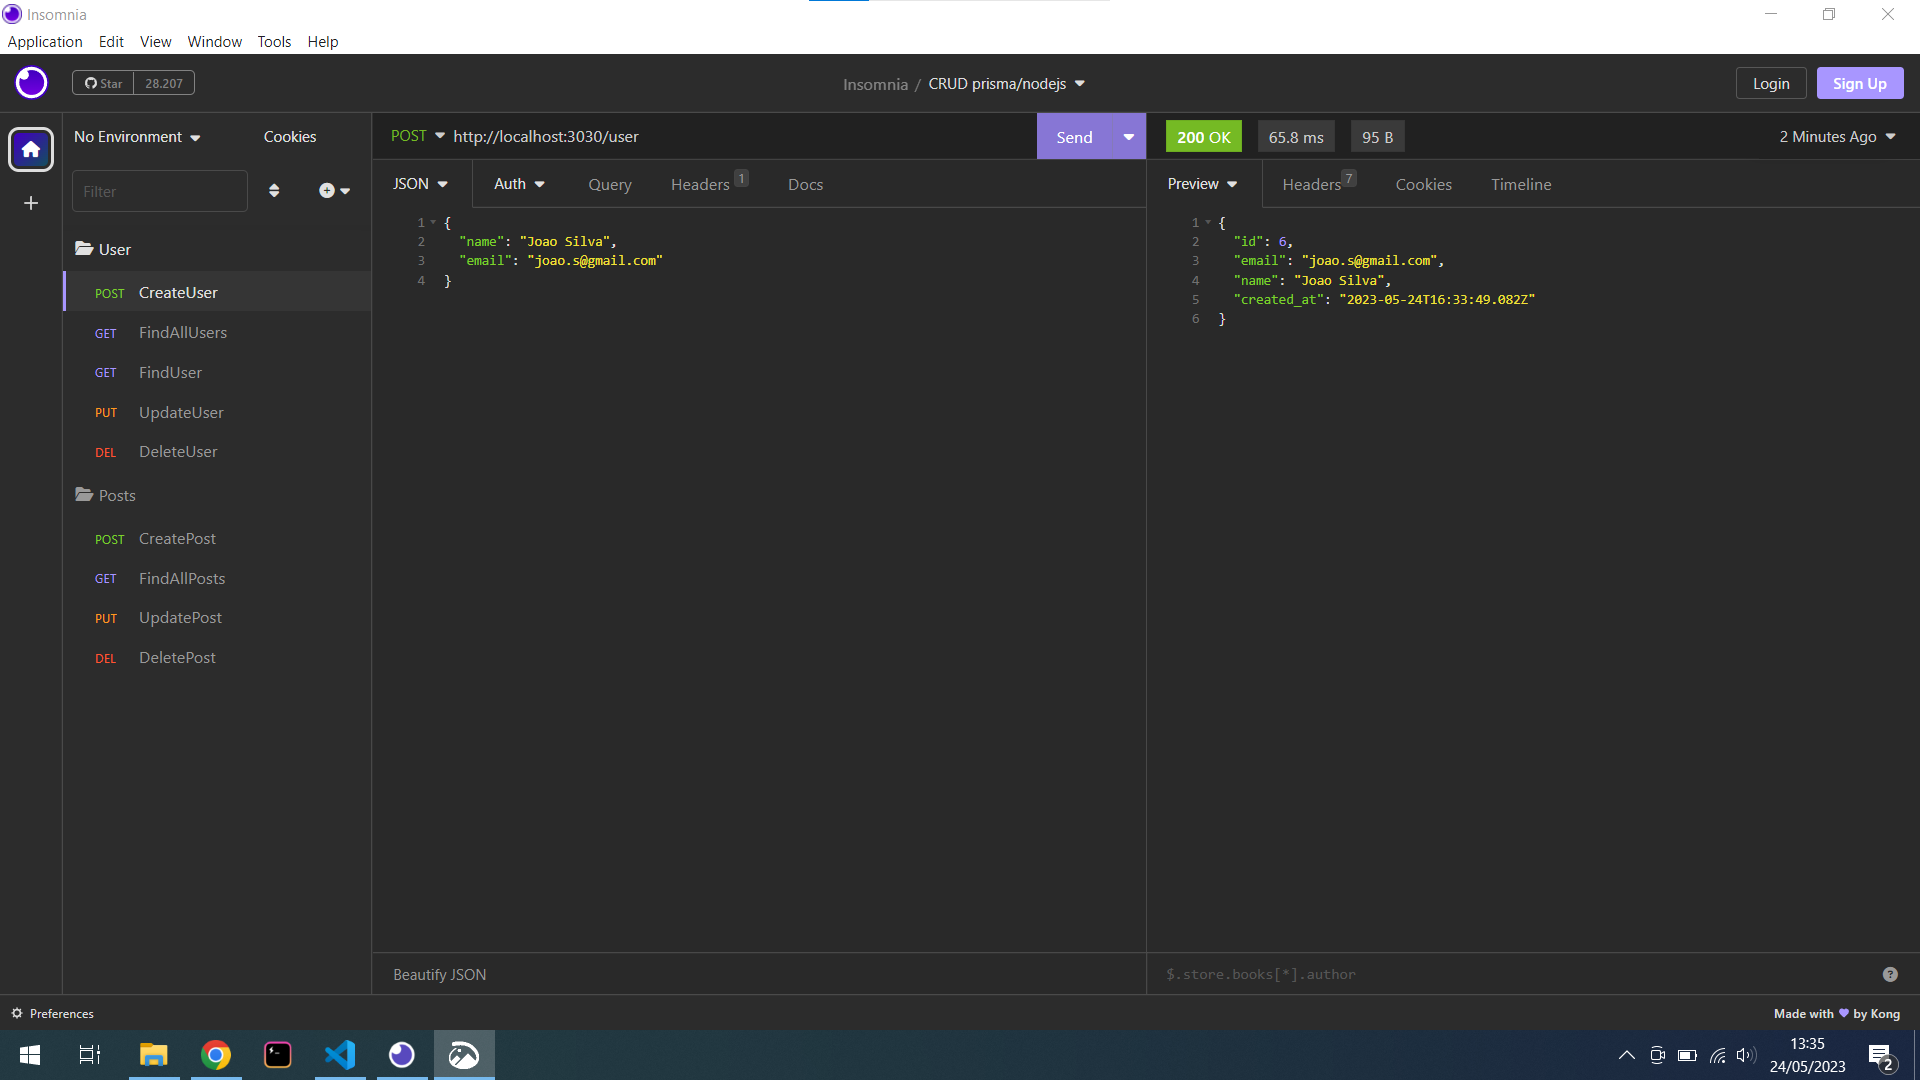 Insomnia
Application Edit View Window Tools Help
Star 28.207
Insomnia / CRUD prisma/nodejs
Login Sign Up
No Environment Cookies
Filter
User
POST CreateUser
GET FindAllUsers
GET FindUser
PUT UpdateUser
DEL DeleteUser
Posts
POST CreatePost
GET FindAllPosts
PUT UpdatePost
DEL DeletePost
POST http://localhost:3030/user Send
JSON Auth Query Headers 1 Docs
1 {
2 "name": "Joao Silva",
3 "email": "joao.s@gmail.com"
4 }
Beautify JSON
200 OK 65.8 ms 95 B 2 Minutes Ago
Preview Headers 7 Cookies Timeline
1 {
2 "id": 6,
3 "email": "joao.s@gmail.com",
4 "name": "Joao Silva",
5 "created_at": "2023-05-24T16:33:49.082Z"
6 }
$.store.books[*].author
Preferences
Made with by Kong
13:35
24/05/2023
2